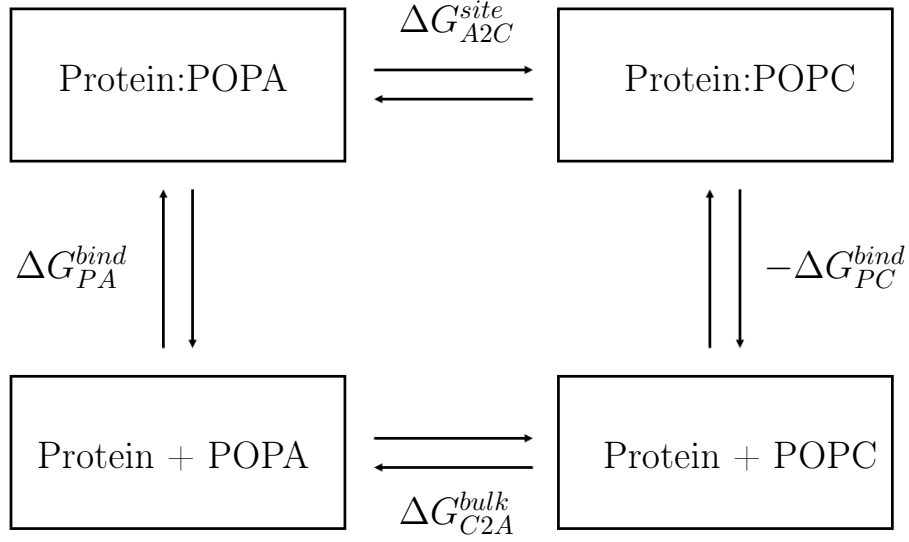 ΔG^{site}_{A2C}
Protein:POPA
Protein:POPC
ΔG^{bind}_{PA}
−ΔG^{bind}_{PC}
Protein + POPA
Protein + POPC
ΔG^{bulk}_{C2A}